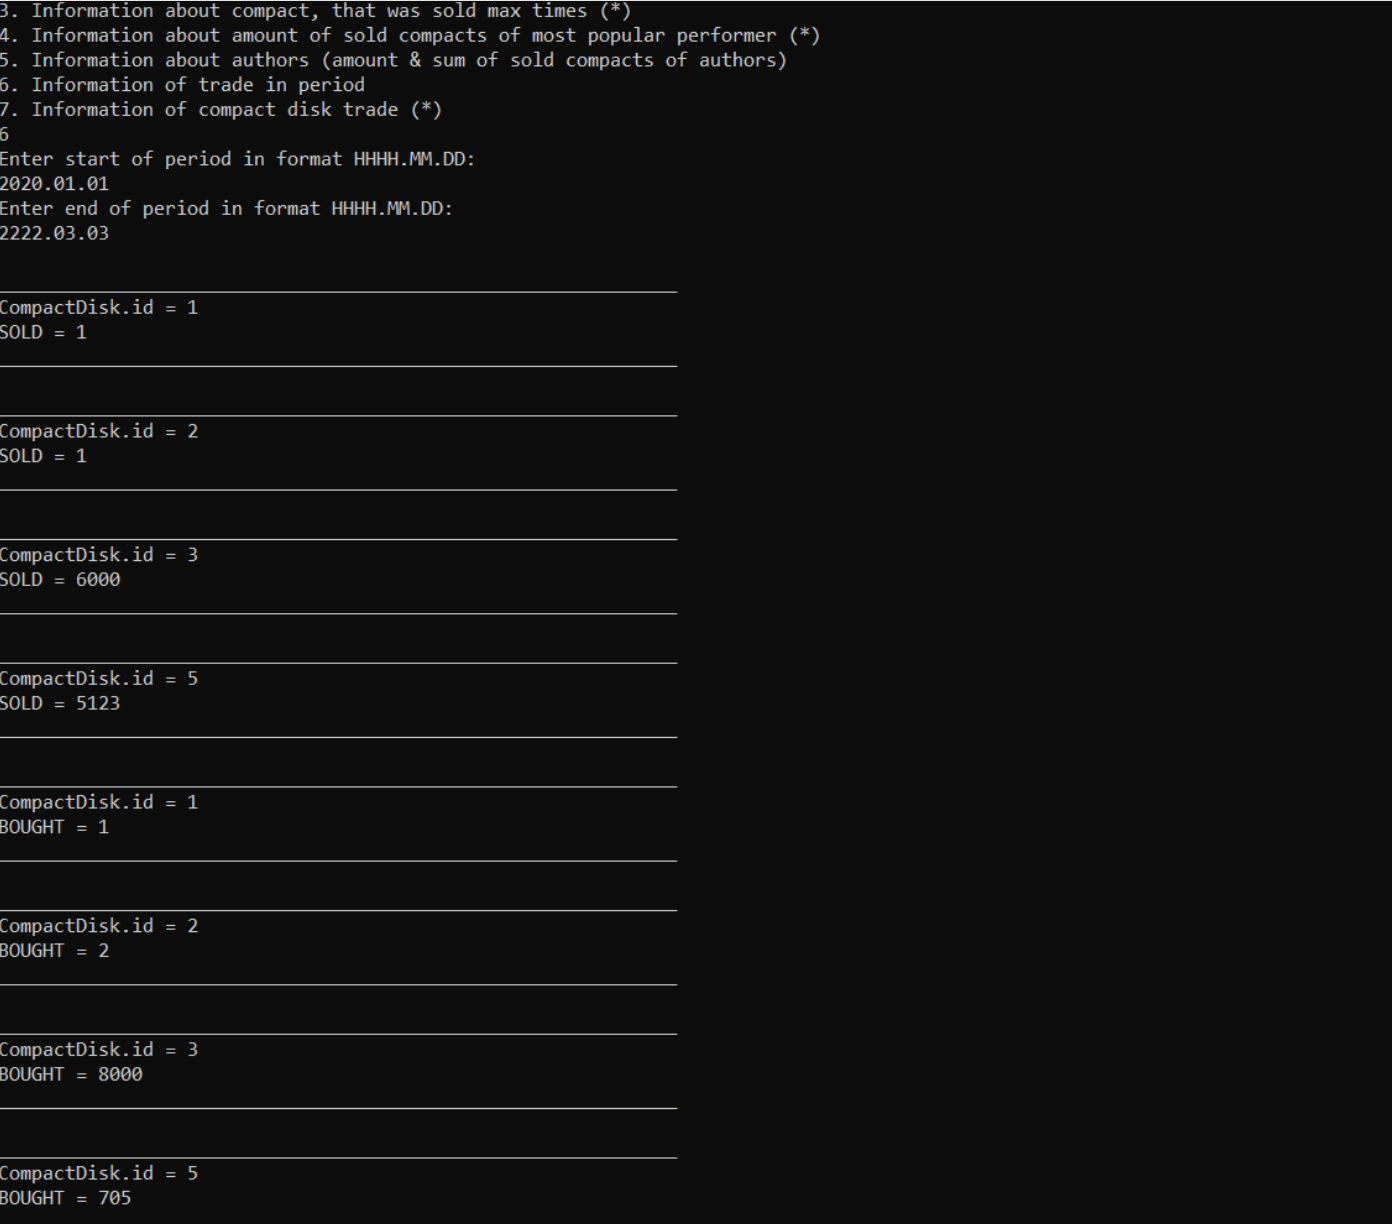 3. Information about compact, that was sold max times (*)
4. Information about amount of sold compacts of most popular performer (*)
5. Information about authors (amount & sum of sold compacts of authors)
6. Information of trade in period
7. Information of compact disk trade (*)
6
Enter start of period in format HHHH.MM.DD:
2020.01.01
Enter end of period in format HHHH.MM.DD:
2222.03.03
CompactDisk.id = 1
SOLD = 1
CompactDisk.id = 2
SOLD = 1
CompactDisk.id = 3
SOLD = 6000
CompactDisk.id = 5
SOLD = 5123
CompactDisk.id = 1
BOUGHT = 1
CompactDisk.id = 2
BOUGHT = 2
CompactDisk.id = 3
BOUGHT = 8000
CompactDisk.id = 5
BOUGHT = 705